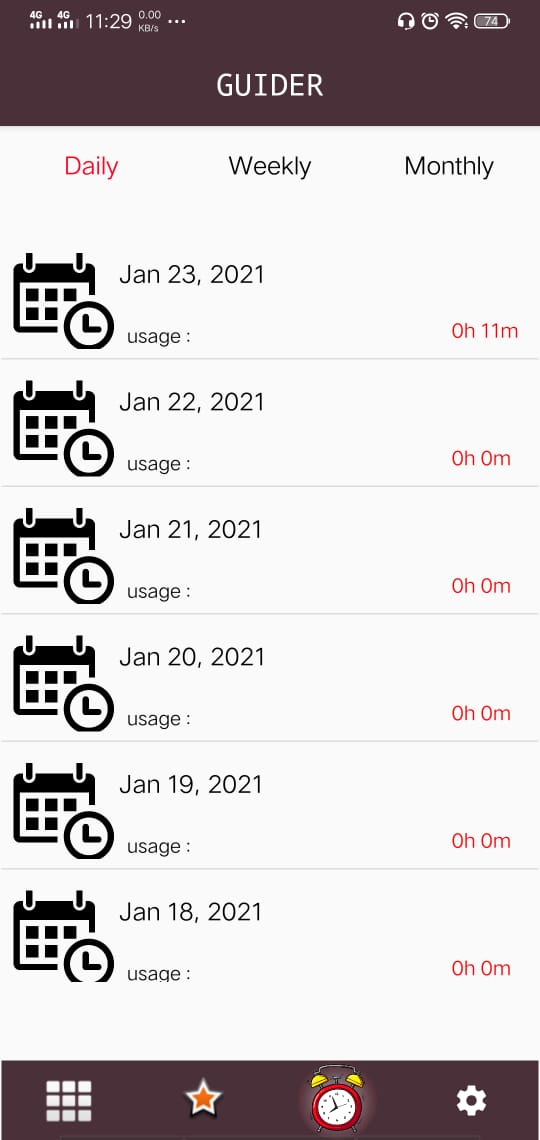 4G 4G 11:29 0.00 KB/s ... 74
GUIDER
Daily Weekly Monthly
Jan 23, 2021
usage : 0h 11m
Jan 22, 2021
usage : 0h 0m
Jan 21, 2021
usage : 0h 0m
Jan 20, 2021
usage : 0h 0m
Jan 19, 2021
usage : 0h 0m
Jan 18, 2021
usage : 0h 0m